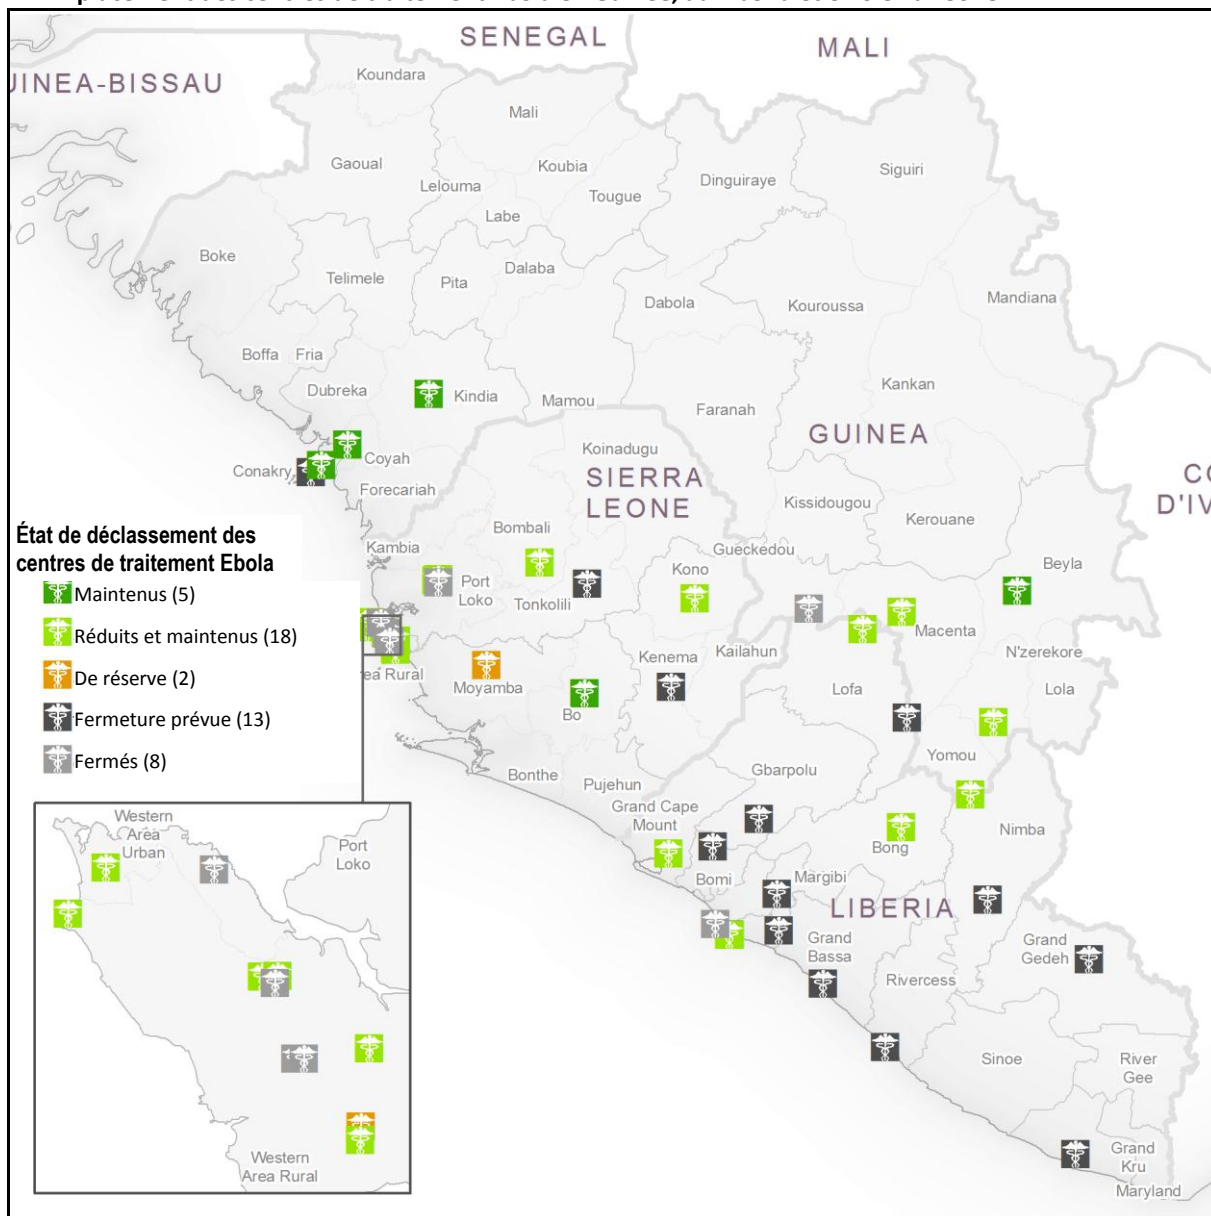 SENEGAL
MALI
UINEA-BISSAU
Koundara
Mali
Gaoual
Koubia
Siguiri
Lelouma
Dinguiraye
Tougue
Labe
Boke
Dalaba
Telimele
Pita
Mandiana
Dabola
Kouroussa
Boffa
Fria
Dubreka
Kindia
Mamou
Kankan
Faranah
GUINEA
Koinadugu
Conakry
Coyah
SIERRA
LEONE
Forecariah
Kissidougou
D'IV
Kerouane
État de déclassement des
centres de traitement Ebola
Maintenus (5)
Réduits et maintenus (18)
De réserve (2)
Fermeture prévue (13)
Fermés (8)
Bombali
Kambia
Gueckedou
Beyla
Port
Loko
Tonkolili
Kono
Macenta
Kenema
Kailahun
N'zerekore
ea Rural
Moyamba
Lofa
Lola
Bo
Yomou
Bonthe
Pujehun
Gbarpolu
Grand Cape
Mount
Nimba
Bong
Bomi
Margibi
LIBERIA
Grand
Bassa
Grand
Gedeh
Rivercess
Sinoe
River
Gee
Grand
Kru
Maryland
Western
Area
Urban
Port
Loko
Western
Area Rural